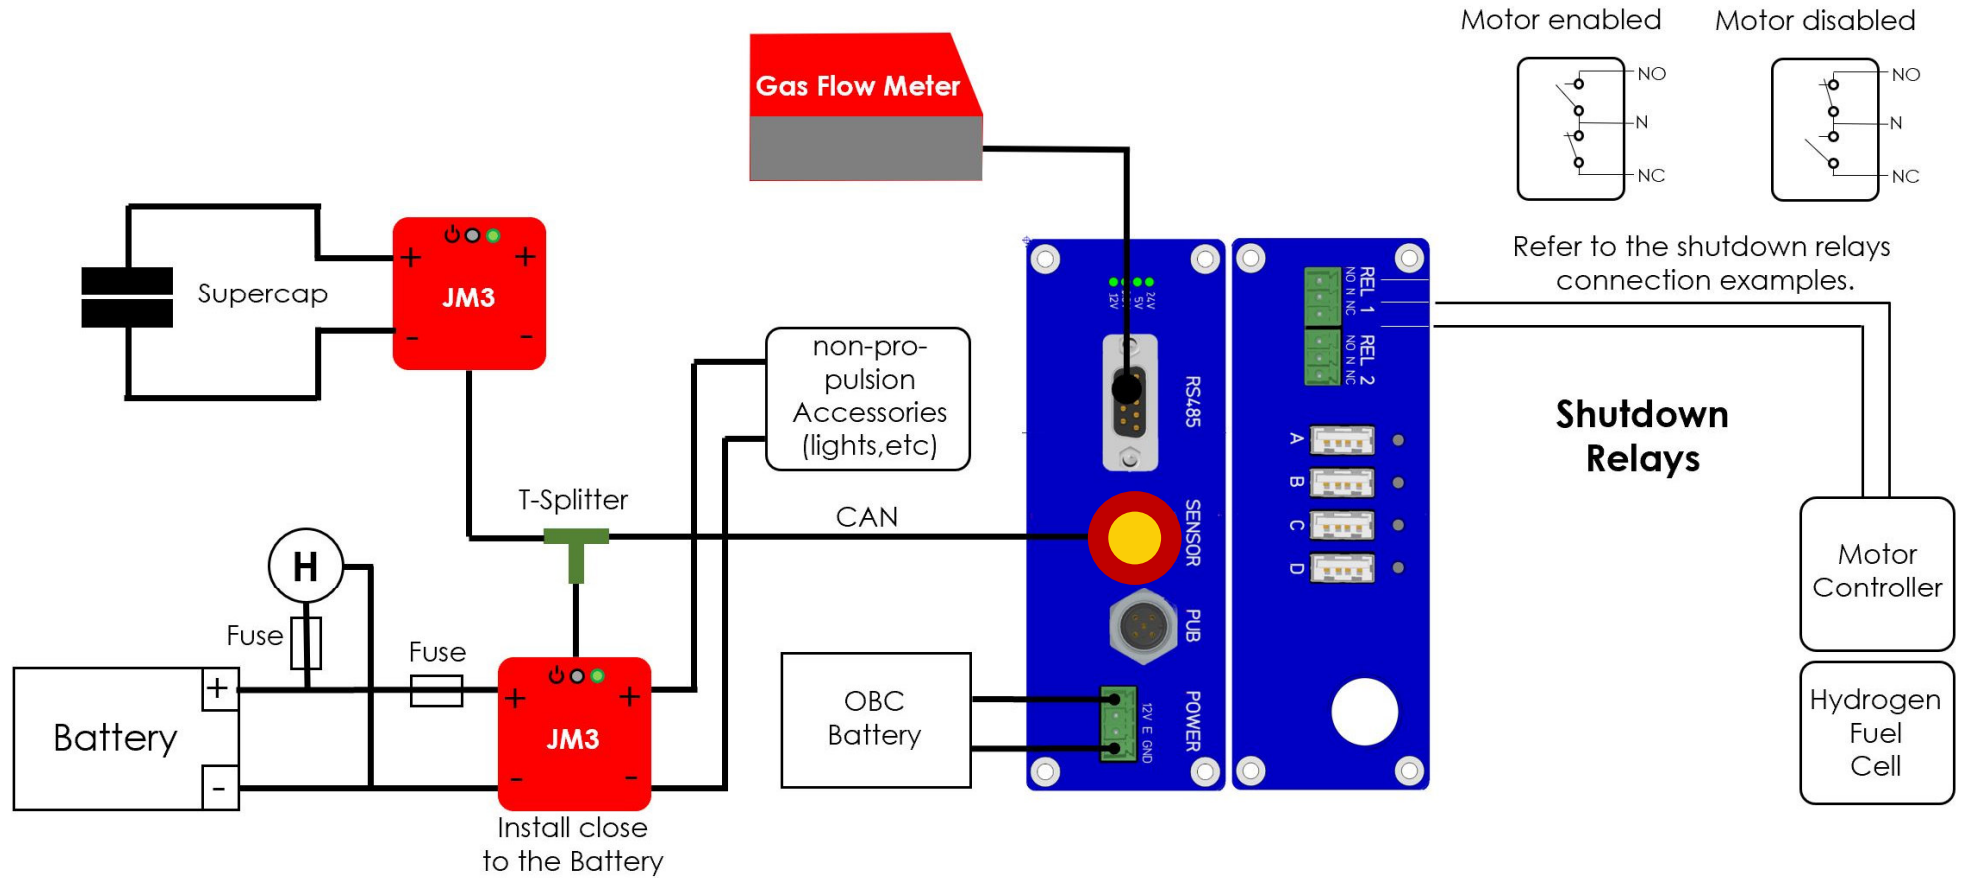 Motor enabled
Motor disabled
NO
N
NC
NO
N
NC
Gas Flow Meter
Refer to the shutdown relays
connection examples.
+
+
JM3
-
-
Supercap
non-pro-
pulsion
Accessories
(lights,etc)
12V
5V
24V
RS485
SENSOR
PUB
POWER
12V E GND
REL 1
NO N NC
REL 2
NO N NC
A
B
C
D
Shutdown
Relays
T-Splitter
CAN
H
Fuse
Fuse
Battery
+
-
+
+
JM3
-
-
Install close
to the Battery
OBC
Battery
Motor
Controller
Hydrogen
Fuel
Cell